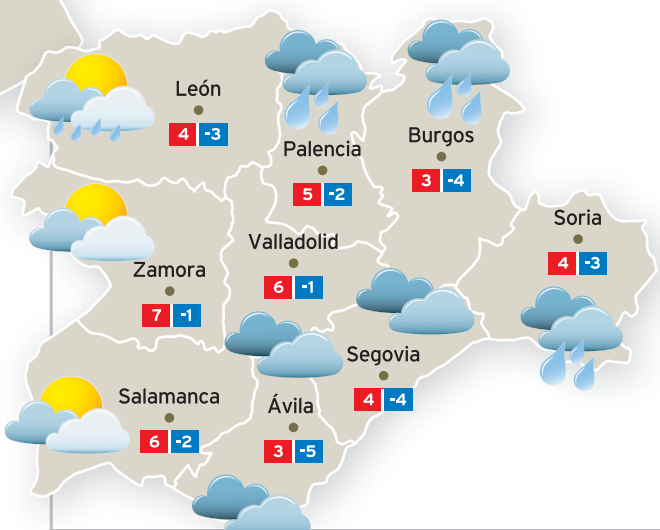 León
4 -3
Palencia
5 -2
Burgos
3 -4
Soria
4 -3
Valladolid
6 -1
Zamora
7 -1
Segovia
4 -4
Salamanca
6 -2
Ávila
3 -5